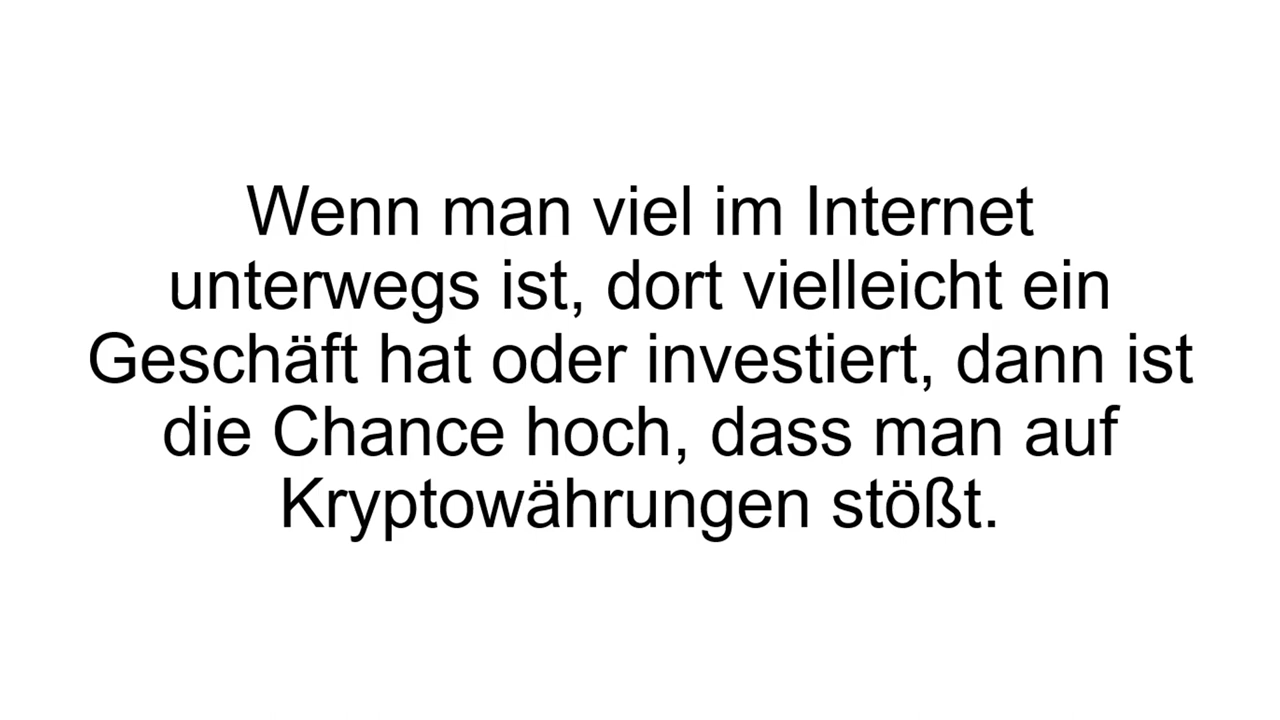 Wenn man viel im Internet
unterwegs ist, dort vielleicht ein
Geschäft hat oder investiert, dann ist
die Chance hoch, dass man auf
Kryptowährungen stößt.